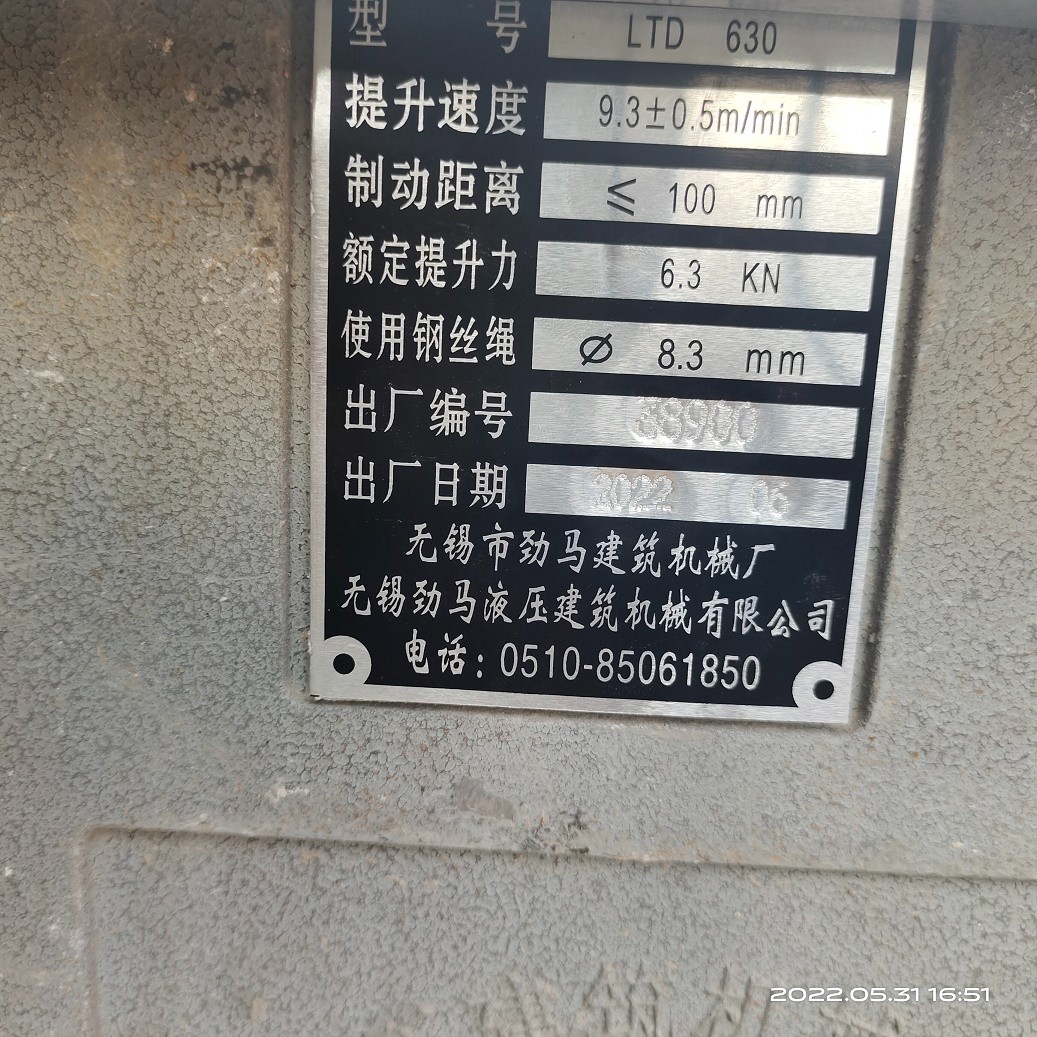 型号 LTD 630
提升速度 9.3±0.5m/min
制动距离 ≤ 100 mm
额定提升力 6.3 KN
使用钢丝绳 Ø 8.3 mm
出厂编号 38900
出厂日期 2022 06
无锡市劲马建筑机械厂
无锡劲马液压建筑机械有限公司
电话:0510-85061850
2022.05.31 16:51